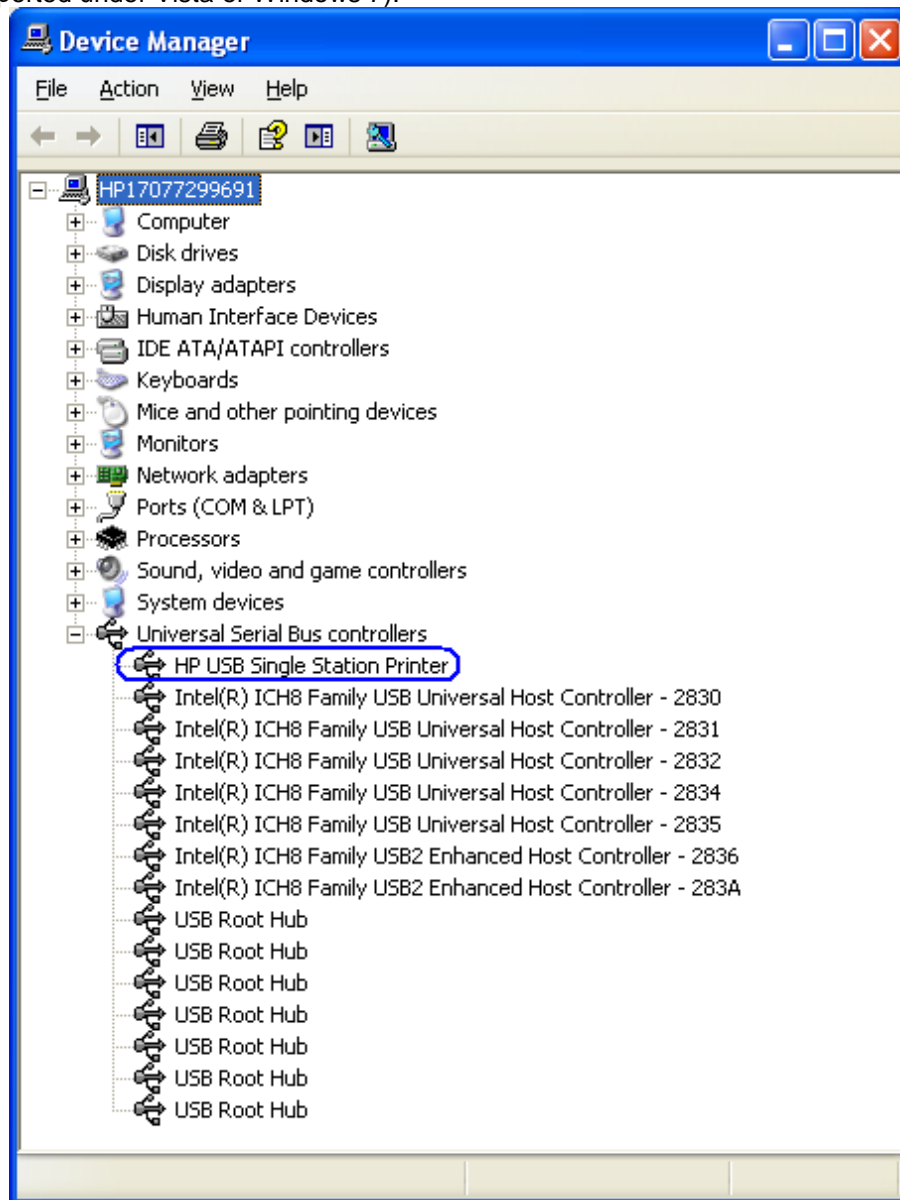 orted under Vista or Windows 7).
Device Manager
File Action View Help
HP17077299691
Computer
Disk drives
Display adapters
Human Interface Devices
IDE ATA/ATAPI controllers
Keyboards
Mice and other pointing devices
Monitors
Network adapters
Ports (COM & LPT)
Processors
Sound, video and game controllers
System devices
Universal Serial Bus controllers
HP USB Single Station Printer
Intel(R) ICH8 Family USB Universal Host Controller - 2830
Intel(R) ICH8 Family USB Universal Host Controller - 2831
Intel(R) ICH8 Family USB Universal Host Controller - 2832
Intel(R) ICH8 Family USB Universal Host Controller - 2834
Intel(R) ICH8 Family USB Universal Host Controller - 2835
Intel(R) ICH8 Family USB2 Enhanced Host Controller - 2836
Intel(R) ICH8 Family USB2 Enhanced Host Controller - 283A
USB Root Hub
USB Root Hub
USB Root Hub
USB Root Hub
USB Root Hub
USB Root Hub
USB Root Hub